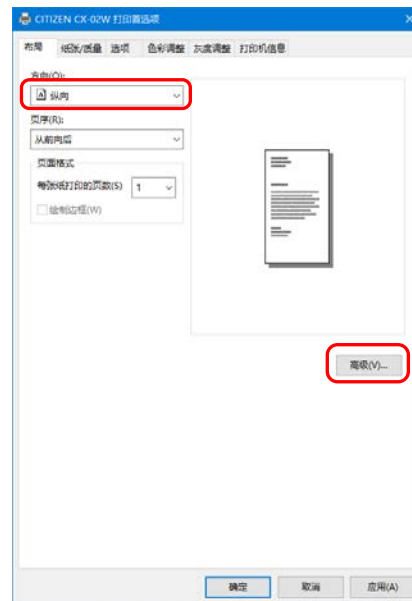 CITIZEN CX-02W 打印首选项
布局 纸张/质量 选项 色彩调整 灰度调整 打印机信息
方向(O):
纵向
页序(R):
从前向后
页面格式
每张纸打印的页数(S) 1
绘制边框(W)
高级(V)...
确定 取消 应用(A)